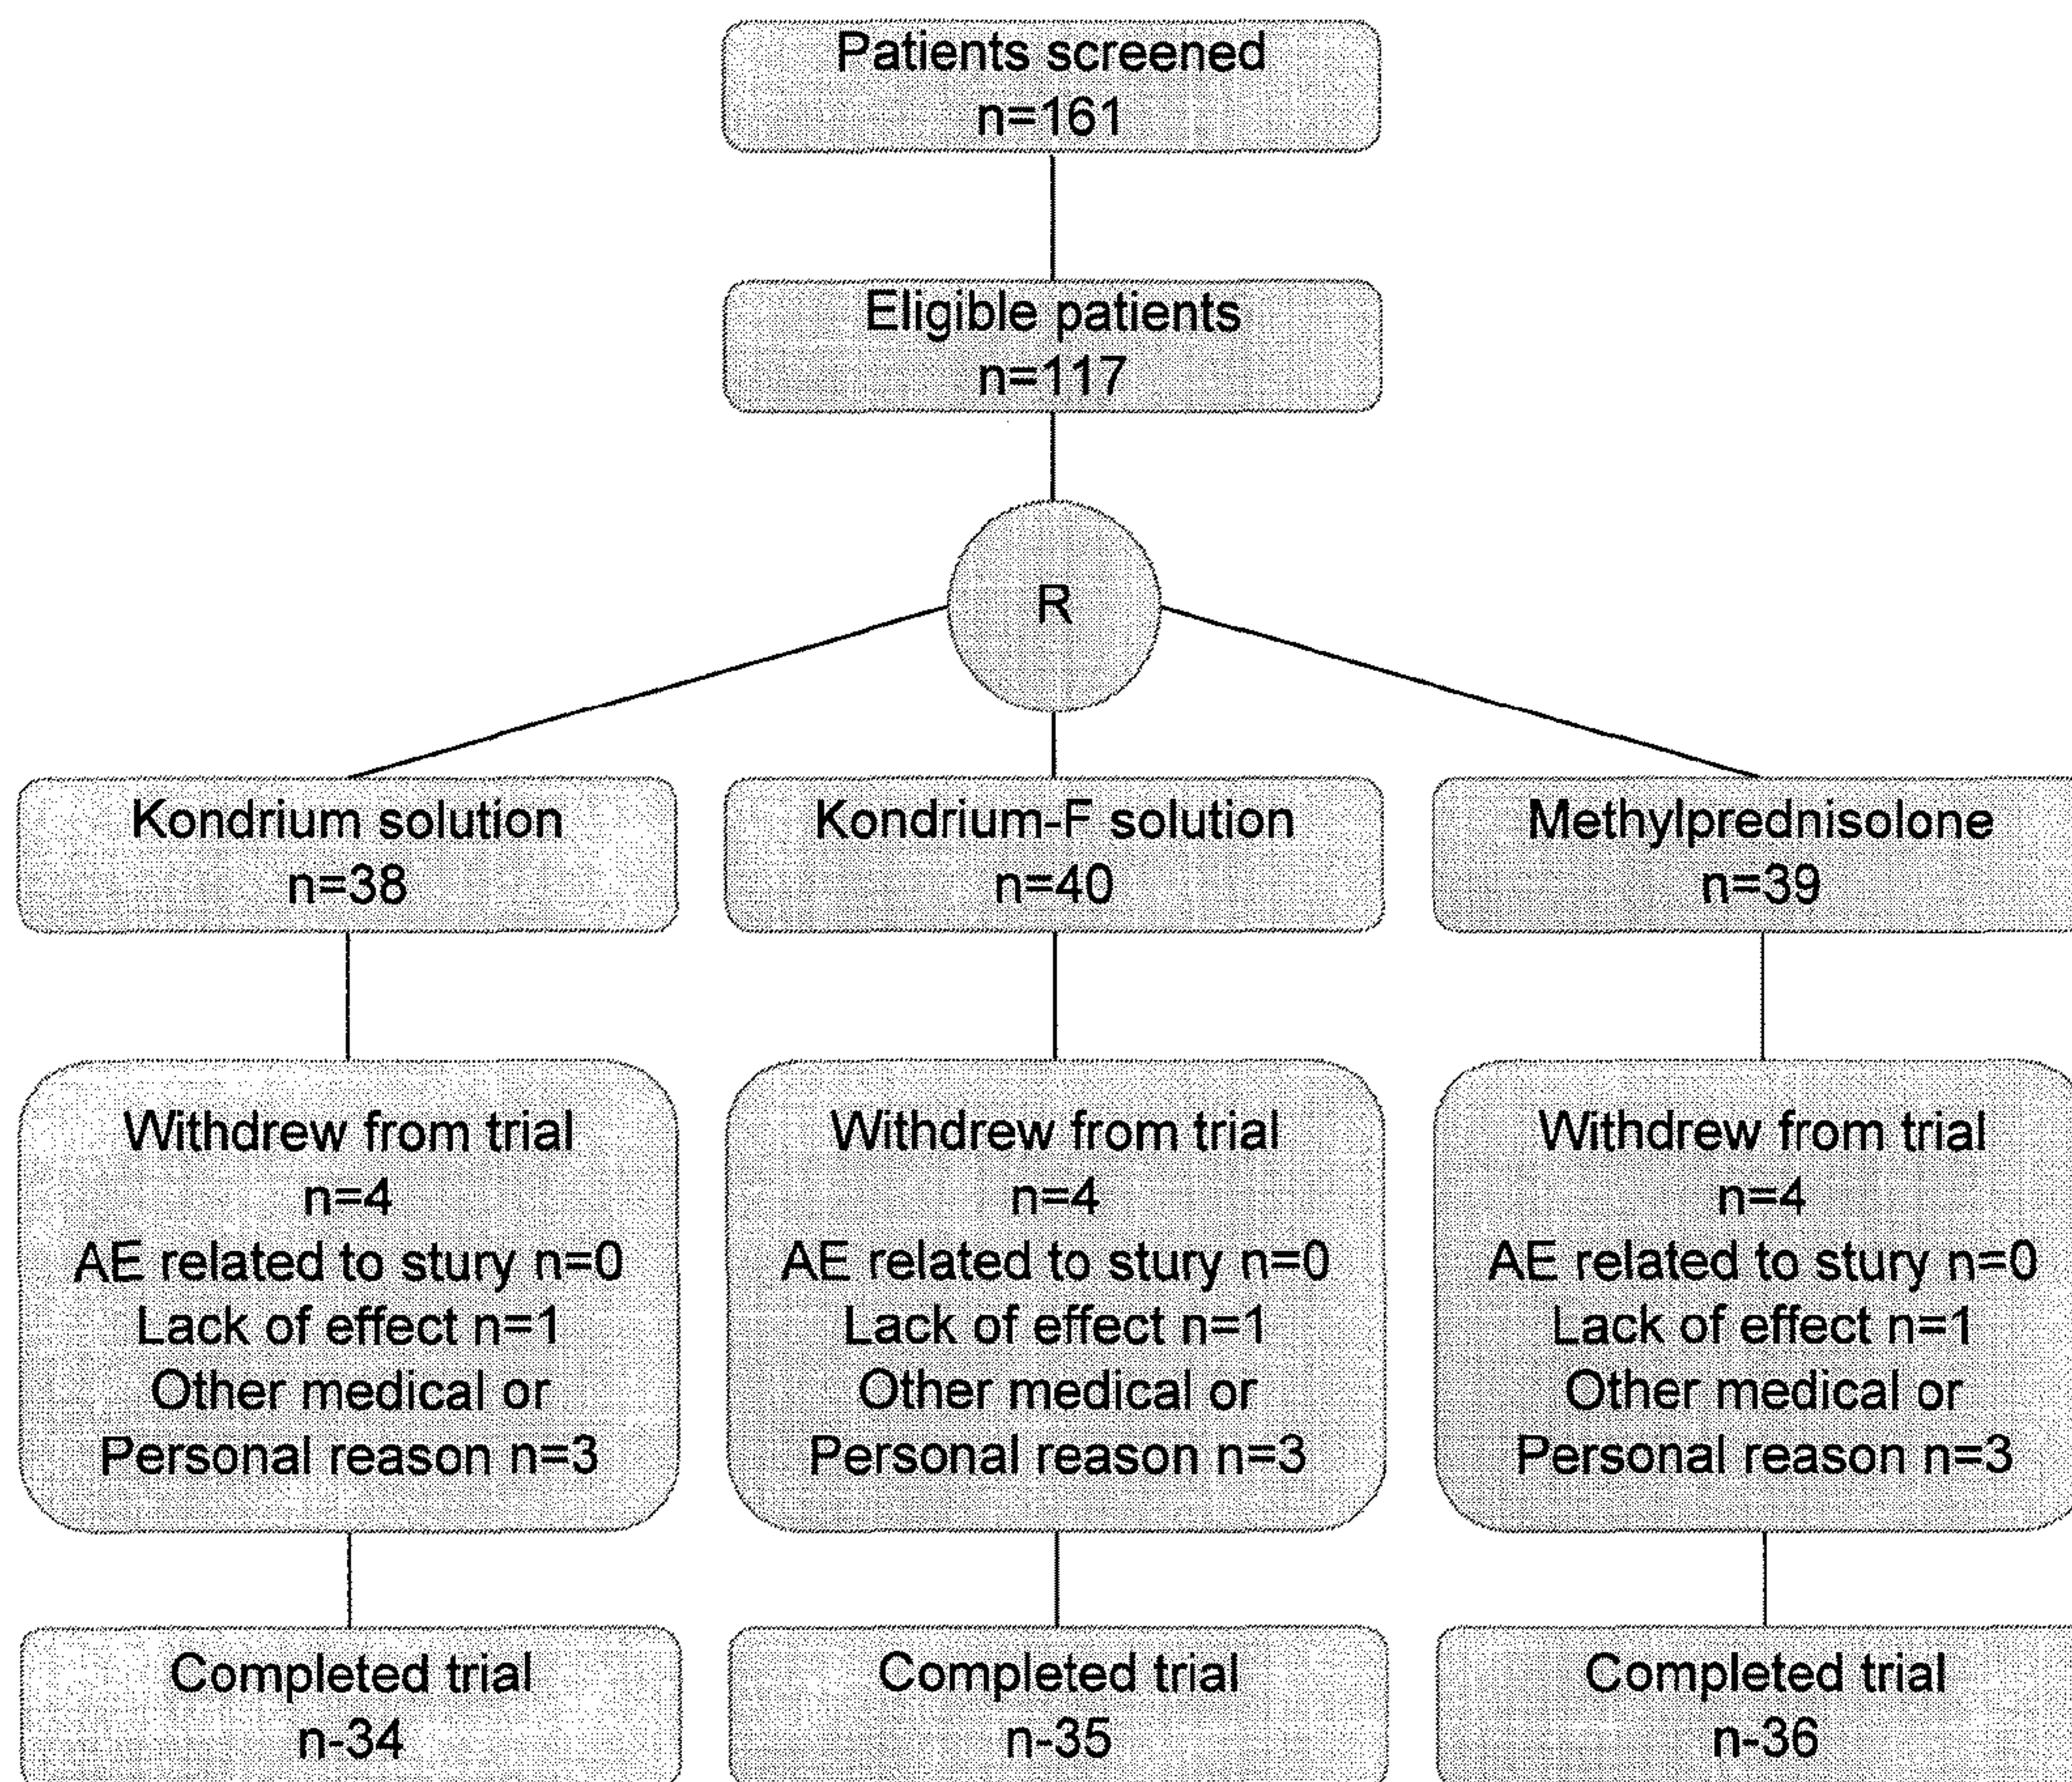 Patients screened
n=161
Eligible patients
n=117
R
Kondrium solution
n=38
Kondrium-F solution
n=40
Methylprednisolone
n=39
Withdrew from trial
n=4
AE related to stury n=0
Lack of effect n=1
Other medical or
Personal reason n=3
Withdrew from trial
n=4
AE related to stury n=0
Lack of effect n=1
Other medical or
Personal reason n=3
Withdrew from trial
n=4
AE related to stury n=0
Lack of effect n=1
Other medical or
Personal reason n=3
Completed trial
n-34
Completed trial
n-35
Completed trial
n-36